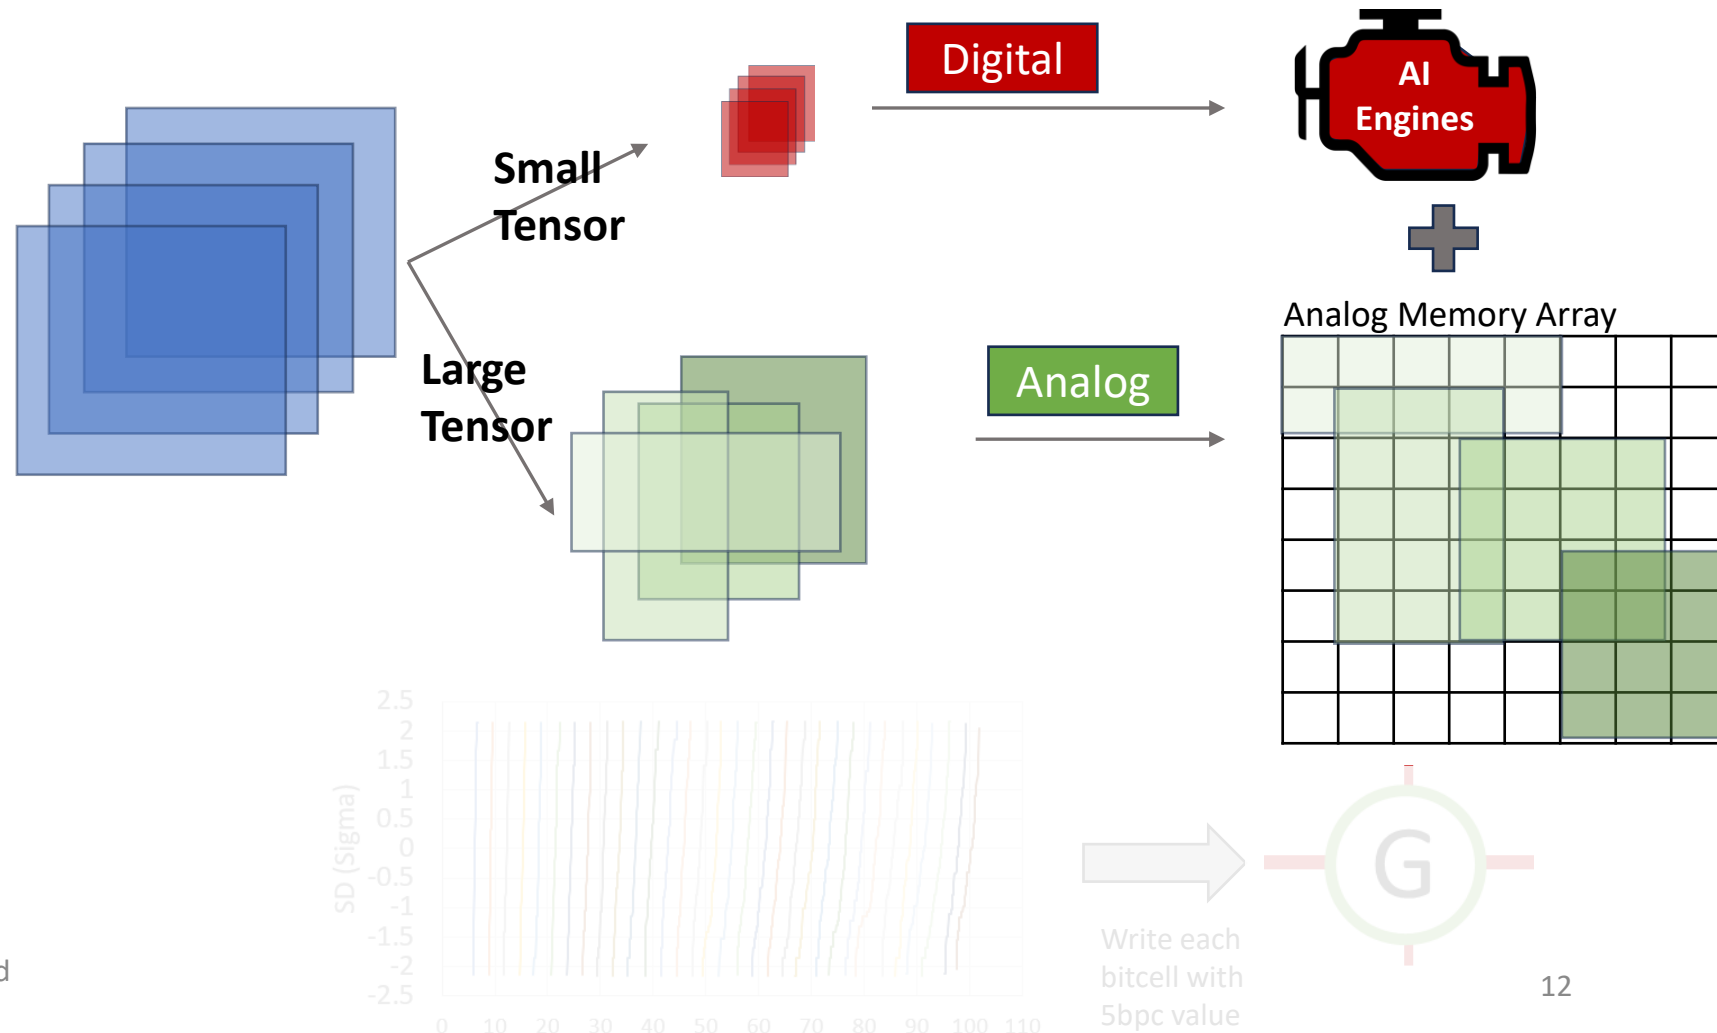 Digital
AI
Engines
Small
Tensor
Analog Memory Array
Large
Tensor
Analog
2.5
2
1.5
1
0.5
0
-0.5
-1
-1.5
-2
-2.5
SD (Sigma)
0 10 20 30 40 50 60 70 80 90 100 110
G
Write each
bitcell with
5bpc value
d
12